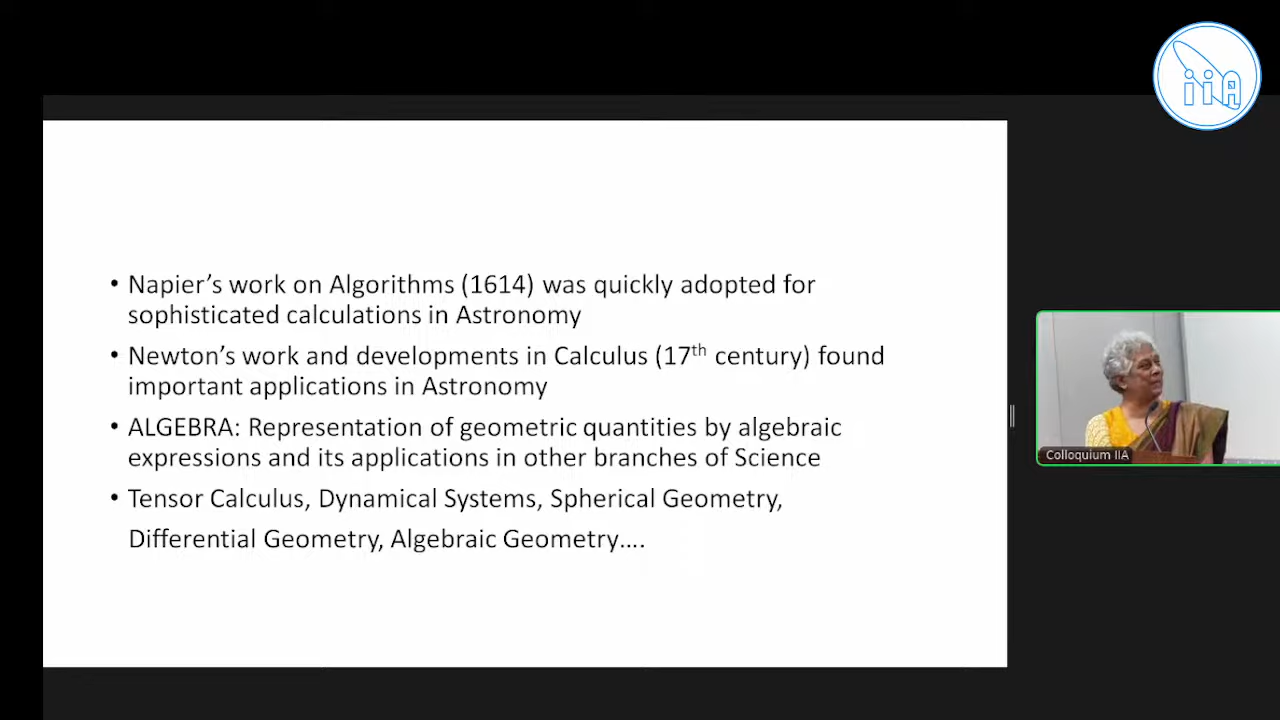 iiA
• Napier’s work on Algorithms (1614) was quickly adopted for
sophisticated calculations in Astronomy
• Newton’s work and developments in Calculus (17th century) found
important applications in Astronomy
• ALGEBRA: Representation of geometric quantities by algebraic
expressions and its applications in other branches of Science
• Tensor Calculus, Dynamical Systems, Spherical Geometry,
Differential Geometry, Algebraic Geometry....
Colloquium IIA